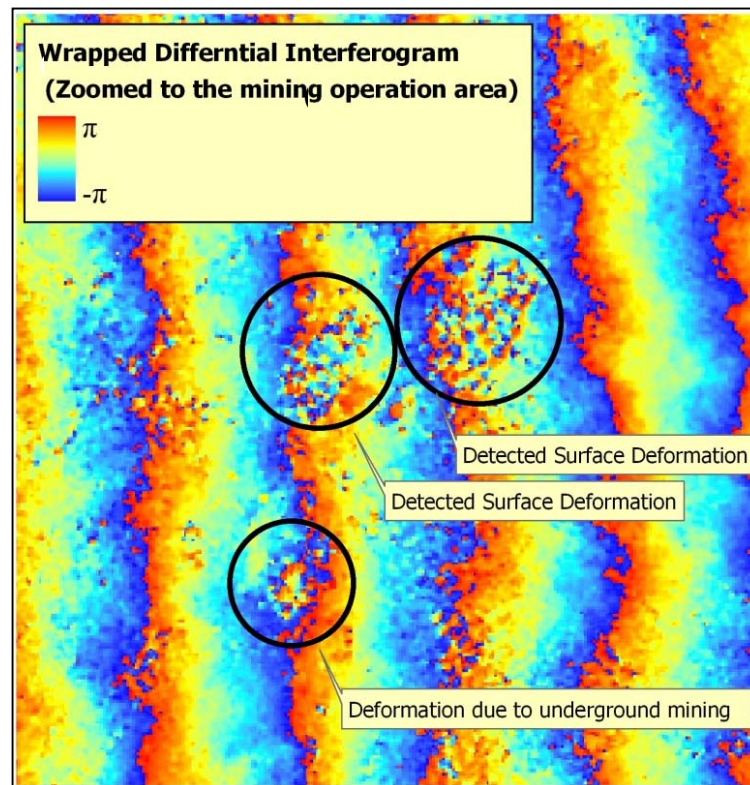 Wrapped Differntial Interferogram
(Zoomed to the mining operation area)
π
-π
Detected Surface Deformation
Detected Surface Deformation
Deformation due to underground mining